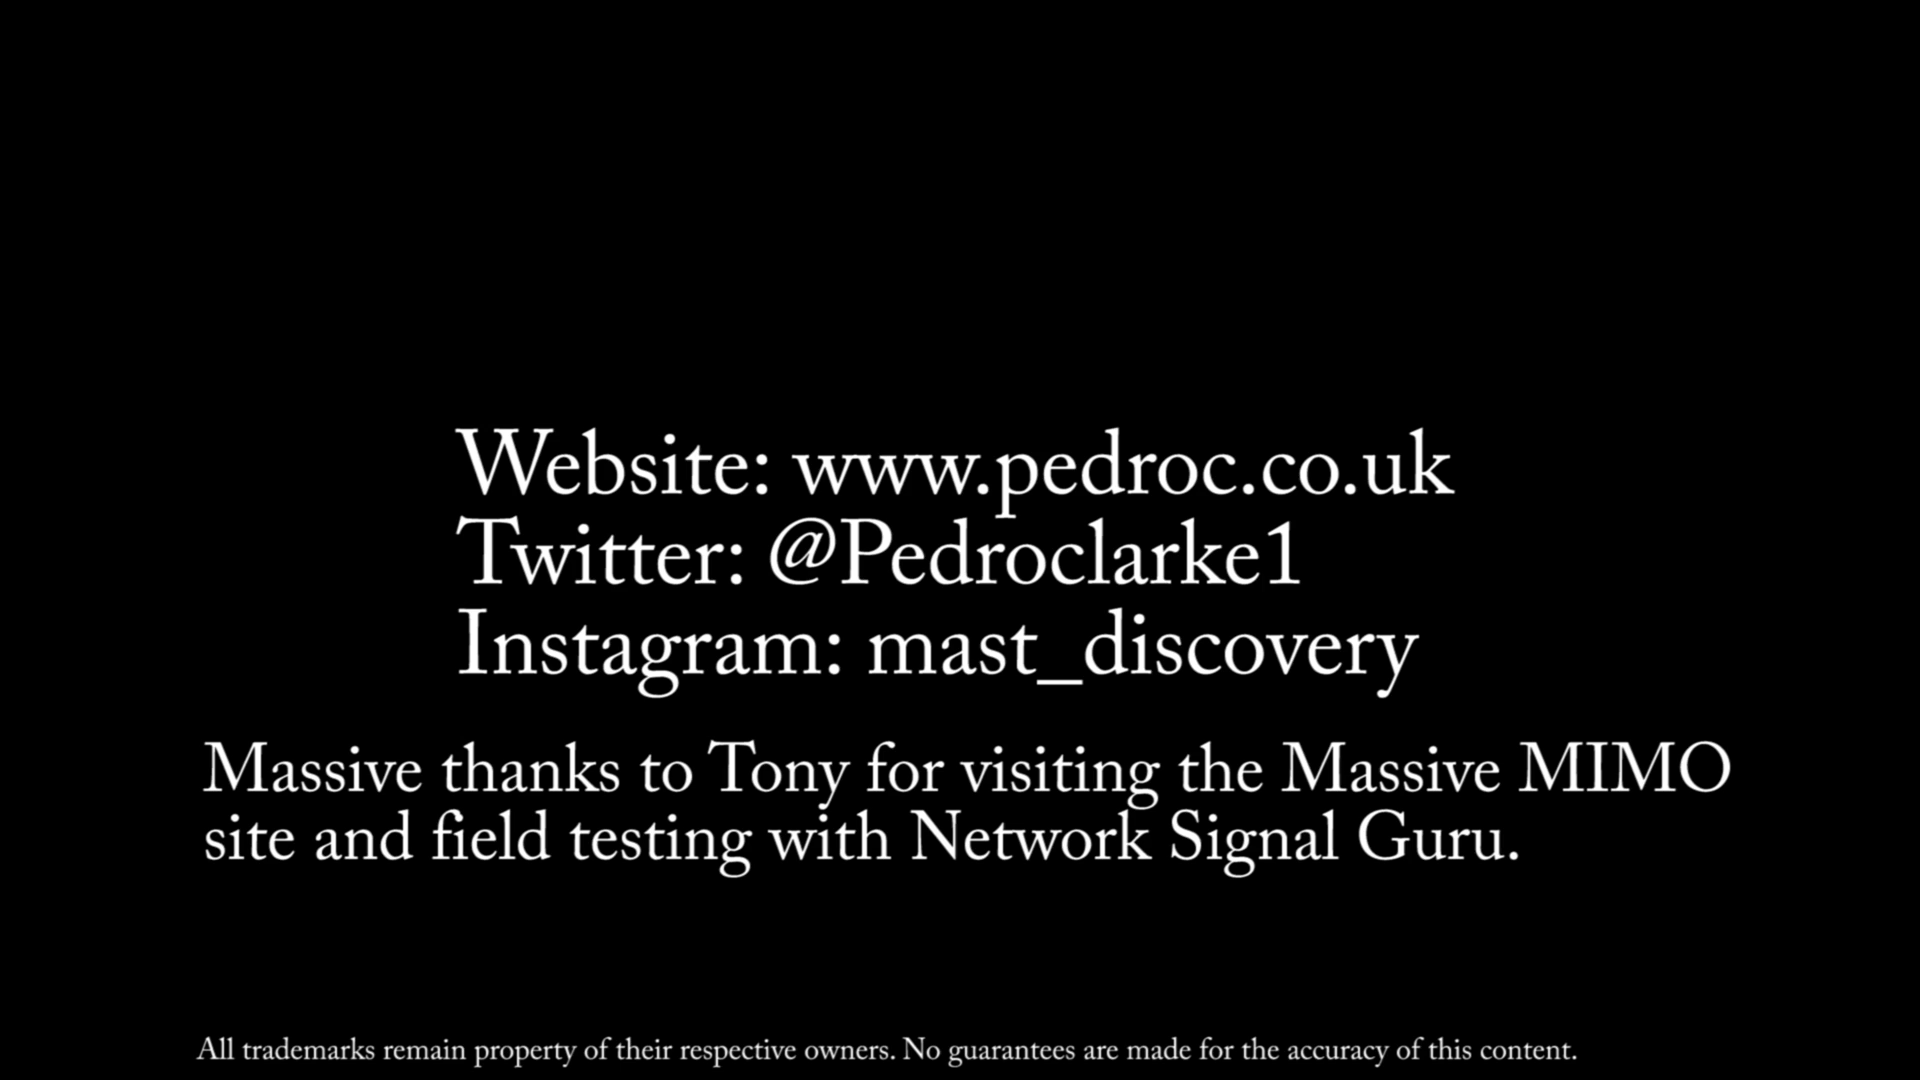 Website: www.pedroc.co.uk
Twitter: @Pedroclarke1
Instagram: mast_discovery
Massive thanks to Tony for visiting the Massive MIMO
site and field testing with Network Signal Guru.
All trademarks remain property of their respective owners. No guarantees are made for the accuracy of this content.